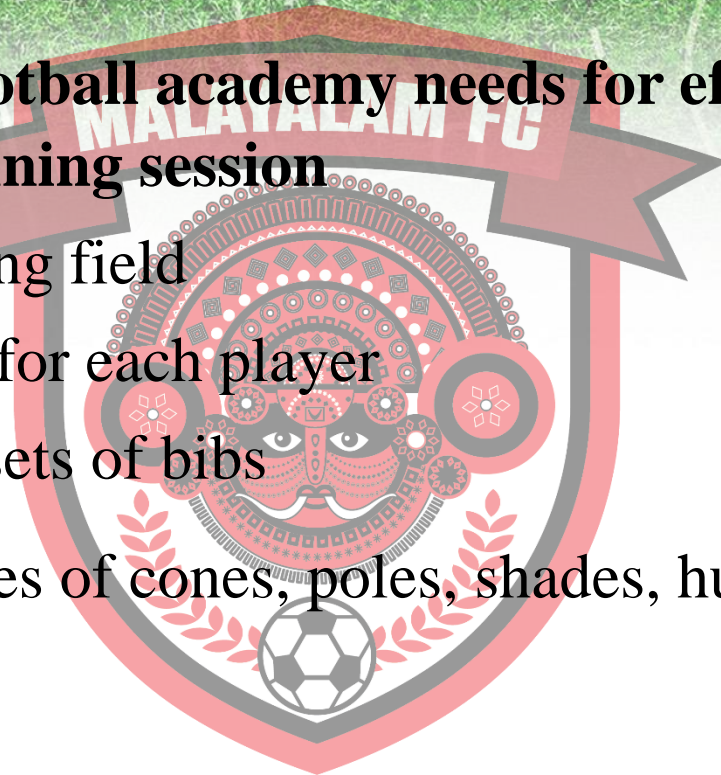 otball academy needs for ef
MALAYALAM FC
ning session
ng field
for each player
sets of bibs
es of cones, poles, shades, hu